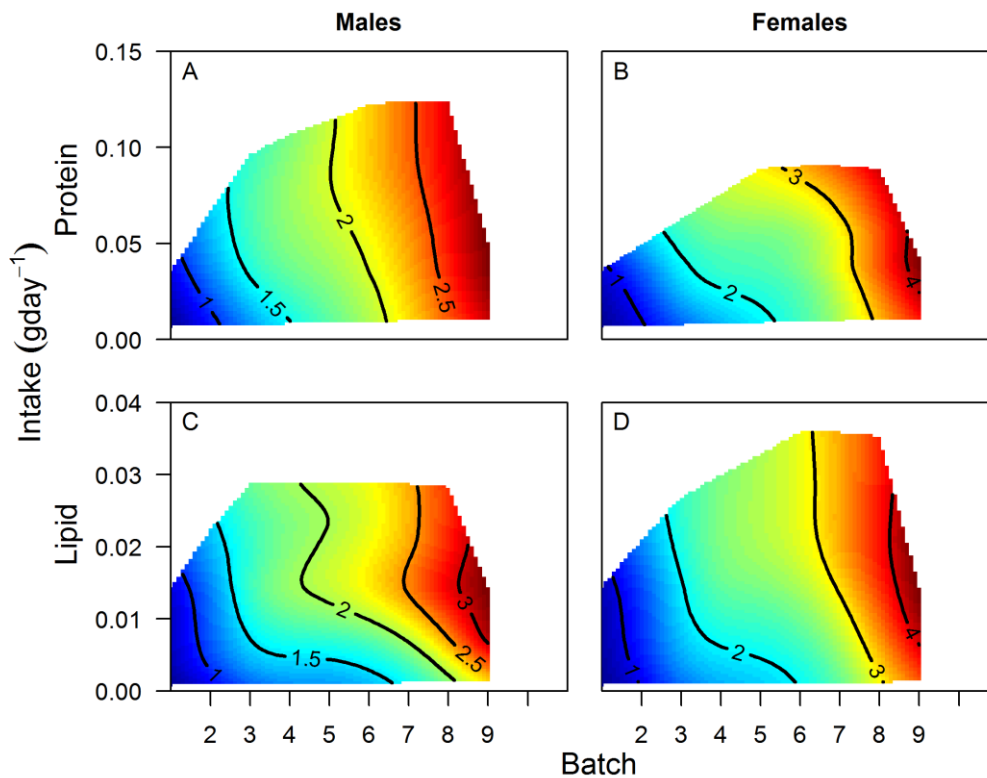 Males
Females
Intake (gday⁻¹)
Protein
Lipid
0.15
0.10
0.05
0.00
A
1
1.5
2
2.5
B
1
2
3
4
0.04
0.03
0.02
0.01
0.00
C
1
1.5
2
2.5
3
D
1
2
3
4
2 3 4 5 6 7 8 9
2 3 4 5 6 7 8 9
Batch